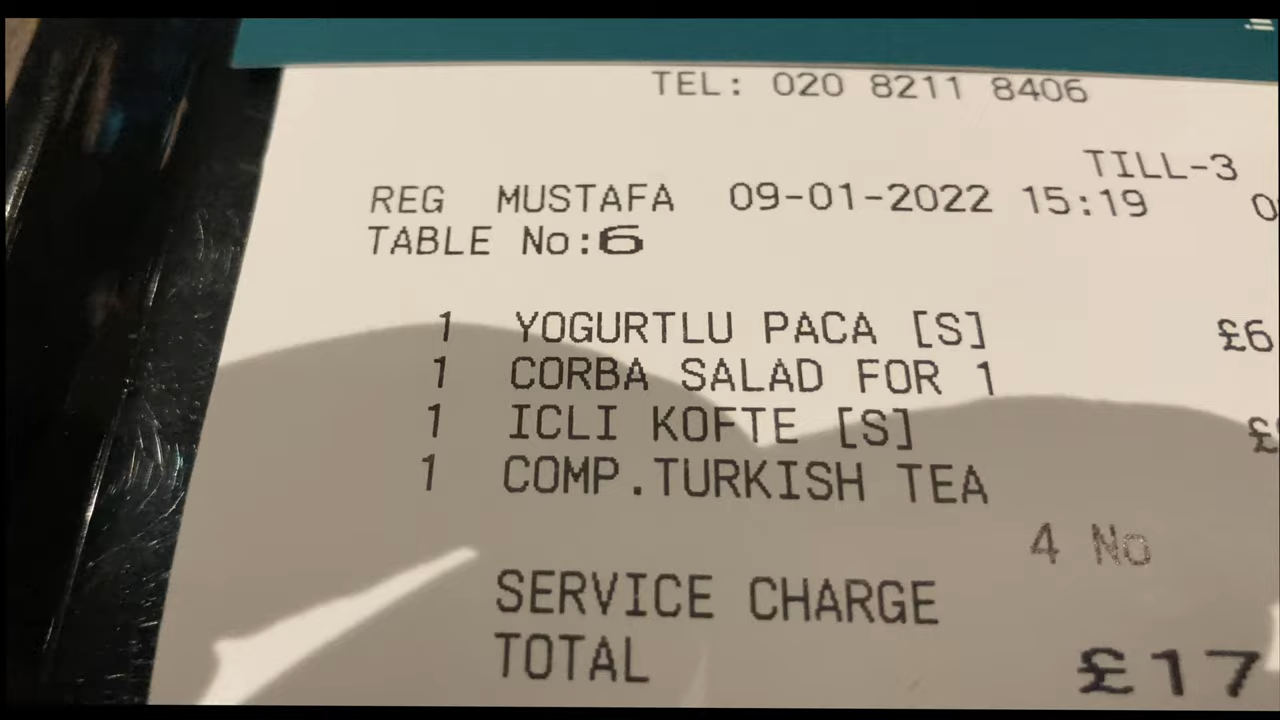 TEL: 020 8211 8406
TILL-3
REG MUSTAFA 09-01-2022 15:19
TABLE No:6
1 YOGURTLU PACA [S] £6
1 CORBA SALAD FOR 1
1 ICLI KOFTE [S]
1 COMP.TURKISH TEA
4 No
SERVICE CHARGE
TOTAL £17